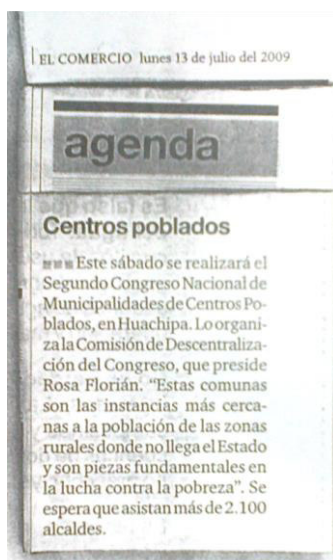 EL COMERCIO lunes 13 de julio del 2009
agenda
Centros poblados
Este sábado se realizará el
Segundo Congreso Nacional de
Municipalidades de Centros Po-
blados, en Huachipa. Lo organi-
za la Comisión de Descentraliza-
ción del Congreso, que preside
Rosa Florián. “Estas comunas
son las instancias más cerca-
nas a la población de las zonas
rurales donde no llega el Estado
y son piezas fundamentales en
la lucha contra la pobreza”. Se
espera que asistan más de 2.100
alcaldes.